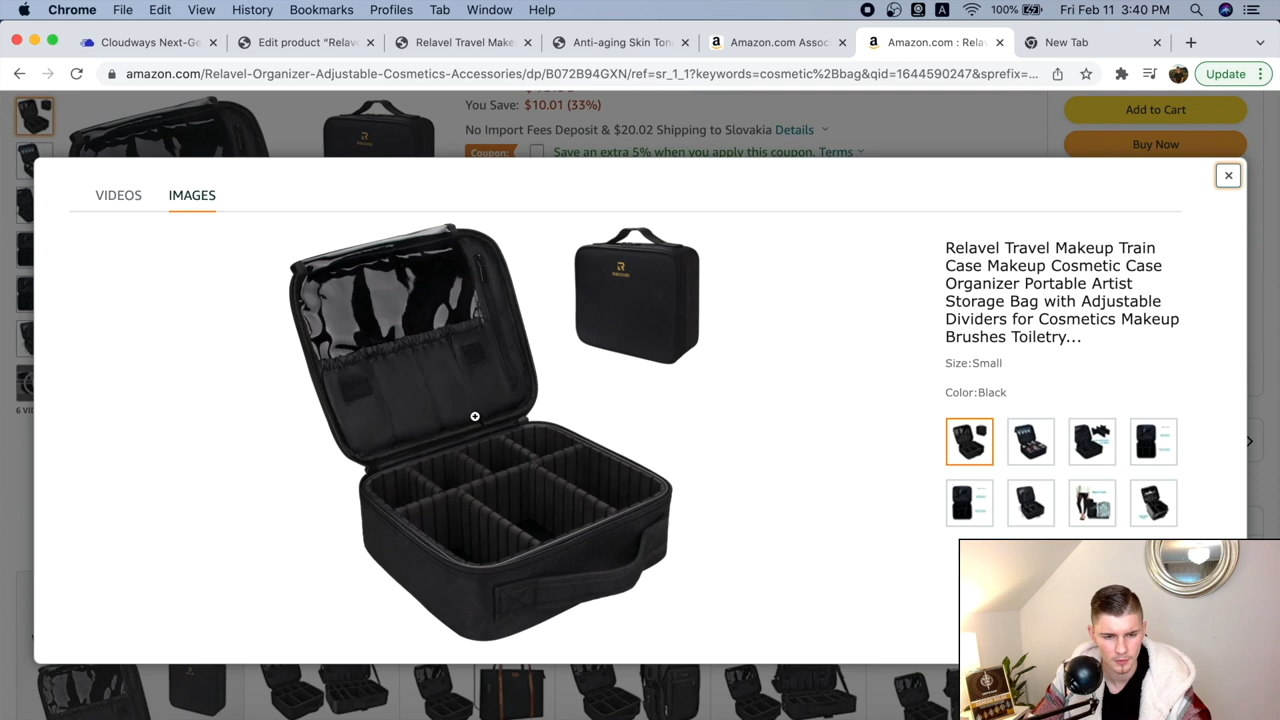 Chrome File Edit View History Bookmarks Profiles Tab Window Help
100% Fri Feb 11 3:40 PM
Cloudways Next-Ge
Edit product “Relav
Relavel Travel Make
Anti-aging Skin Ton
Amazon.com Assoc
Amazon.com : Rela
New Tab
amazon.com/Relavel-Organizer-Adjustable-Cosmetics-Accessories/dp/B072B94GXN/ref=sr_1_1?keywords=cosmetic%2Bbag&qid=1644590247&sprefix=...
Update
You Save: $10.01 (33%)
No Import Fees Deposit & $20.02 Shipping to Slovakia Details
Coupon: Save an extra 5% when you apply this coupon. Terms
Add to Cart
Buy Now
VIDEOS IMAGES
R
Relavel Travel Makeup Train
Case Makeup Cosmetic Case
Organizer Portable Artist
Storage Bag with Adjustable
Dividers for Cosmetics Makeup
Brushes Toiletry...
Size:Small
Color:Black